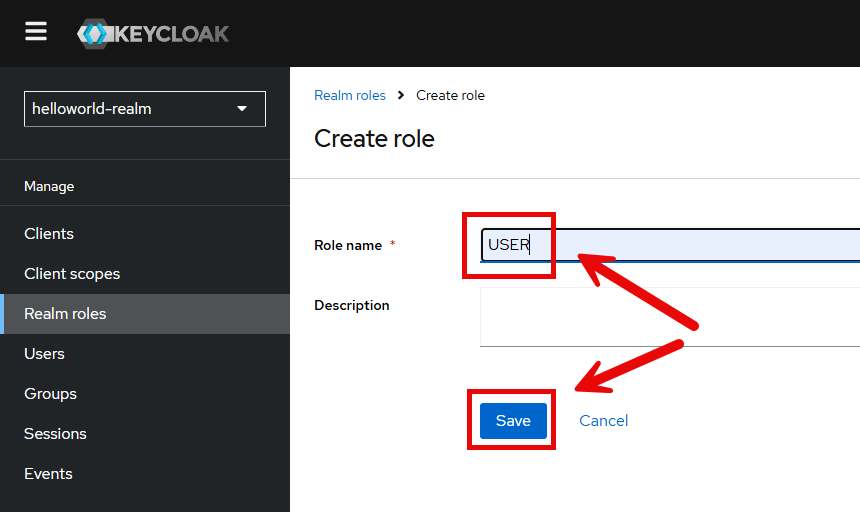 KEYCLOAK
helloworld-realm
Manage
Clients
Client scopes
Realm roles
Users
Groups
Sessions
Events
Realm roles > Create role
Create role
Role name *
USER
Description
Save
Cancel